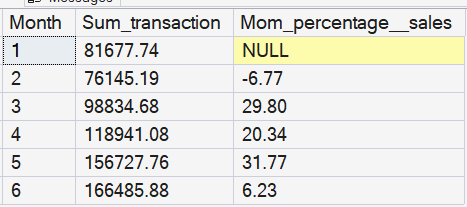 Messages
Month Sum_transaction Mom_percentage__sales
1 81677.74 NULL
2 76145.19 -6.77
3 98834.68 29.80
4 118941.08 20.34
5 156727.76 31.77
6 166485.88 6.23